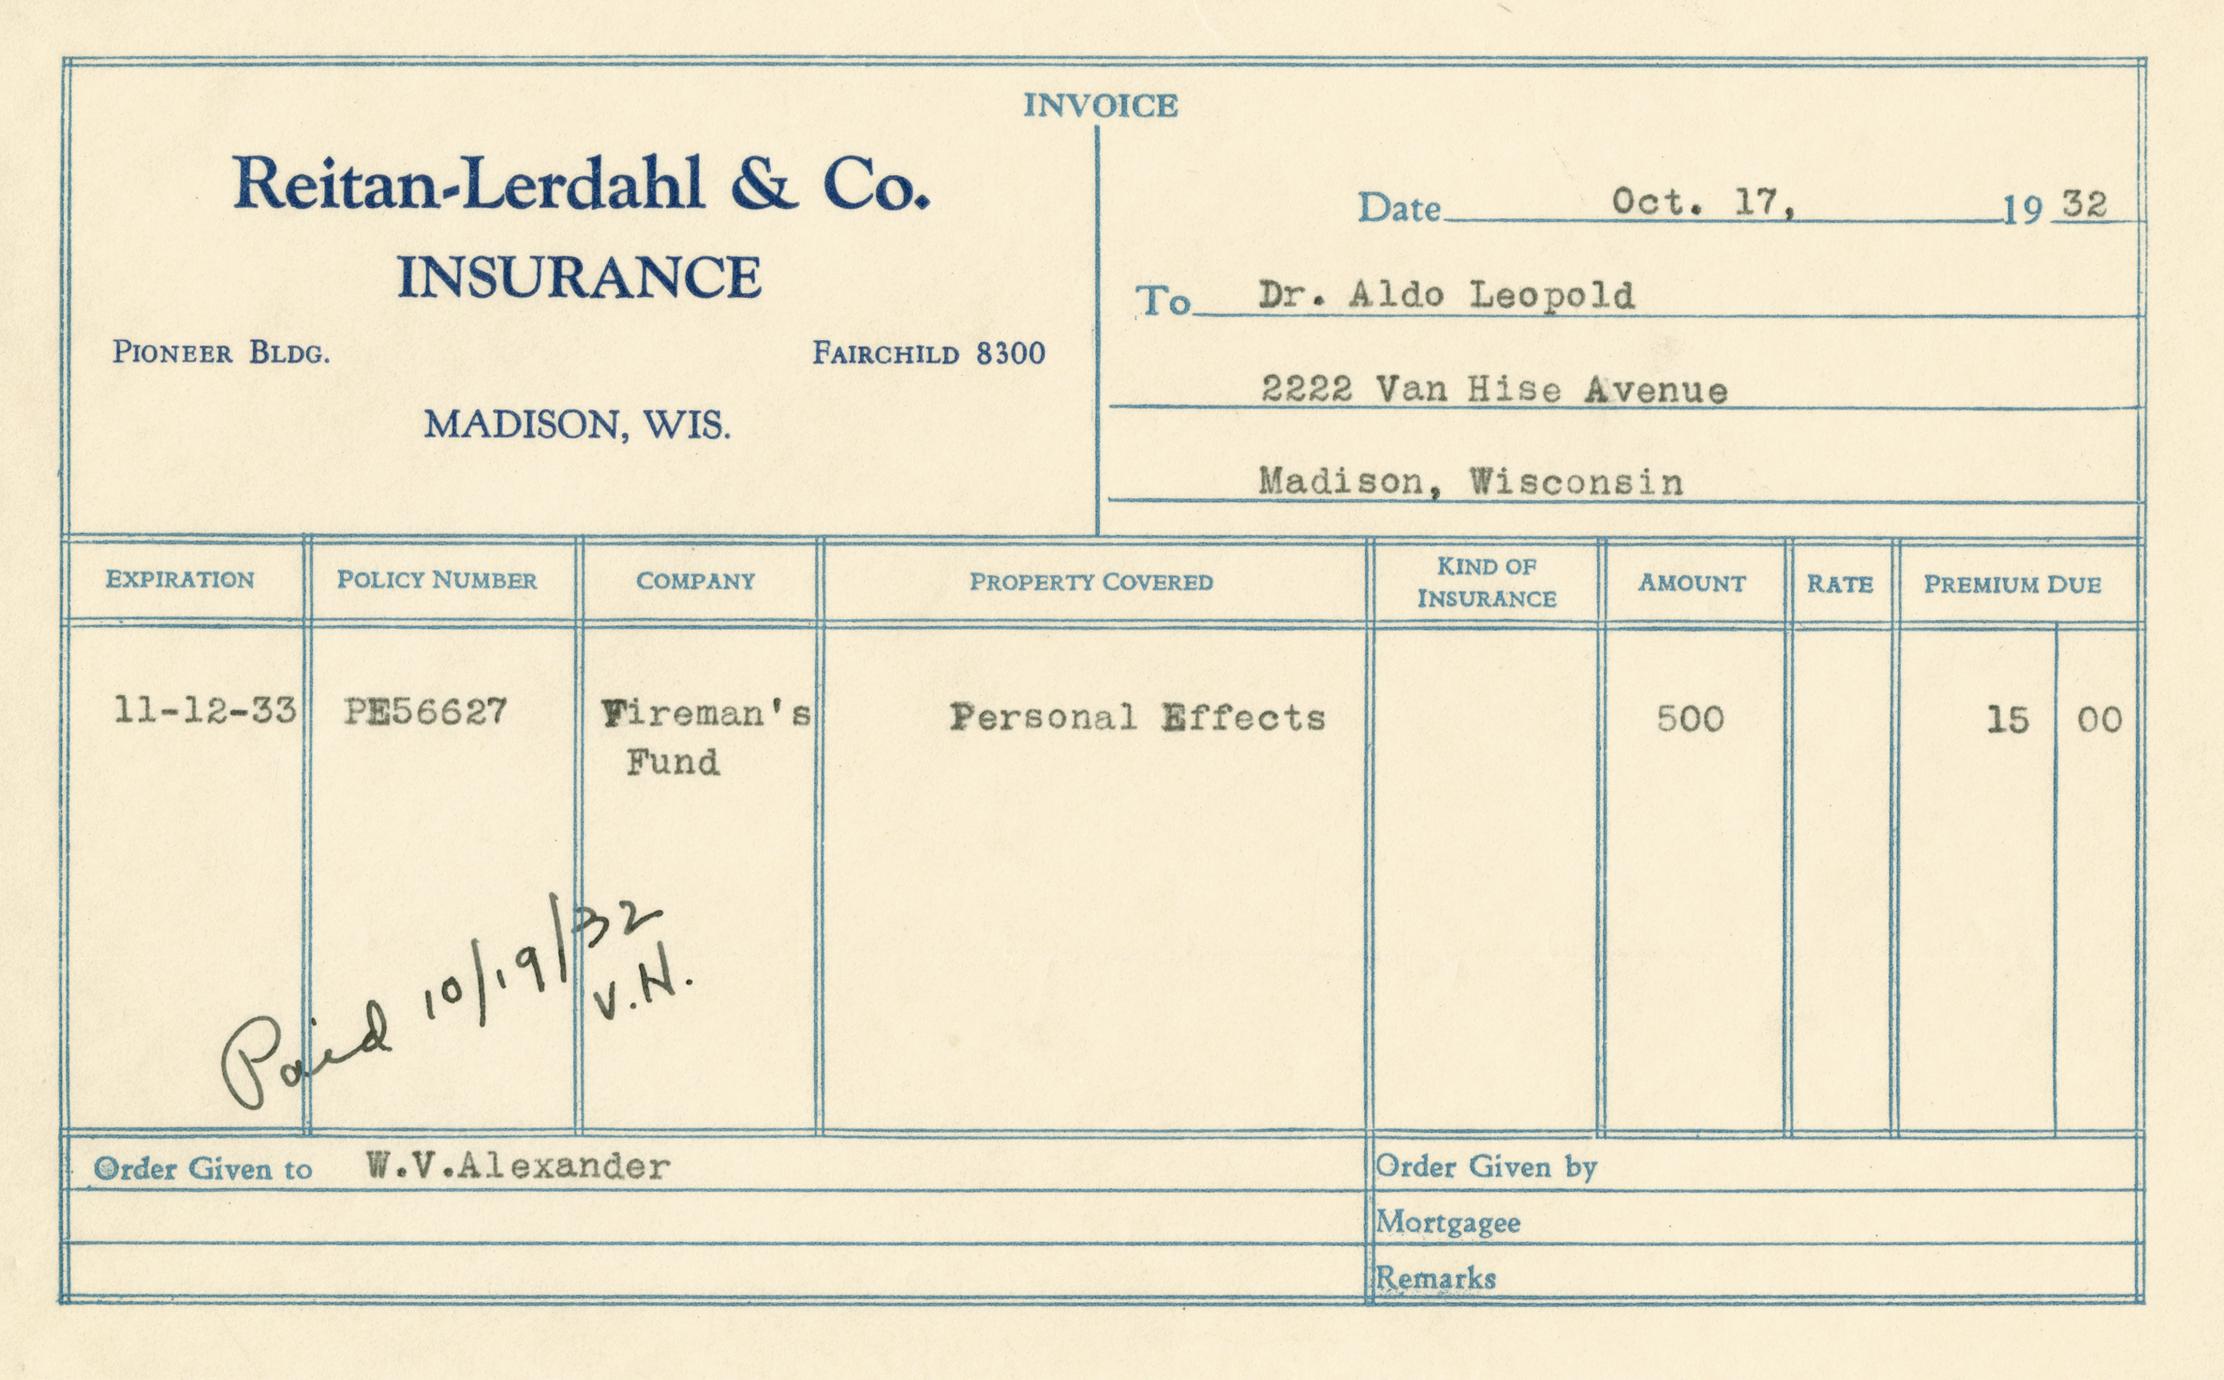 INVOICE
Reitan-Lerdahl & Co.
INSURANCE
PIONEER BLDG. FAIRCHILD 8300
MADISON, WIS.
Date Oct. 17, 19 32
To Dr. Aldo Leopold
2222 Van Hise Avenue
Madison, Wisconsin
EXPIRATION POLICY NUMBER COMPANY PROPERTY COVERED KIND OF INSURANCE AMOUNT RATE PREMIUM DUE
11-12-33 PE56627 Fireman's Personal Effects 500 15 00
Fund
Paid 10/19/32
V.H.
Order Given to W.V.Alexander Order Given by
Mortgagee
Remarks